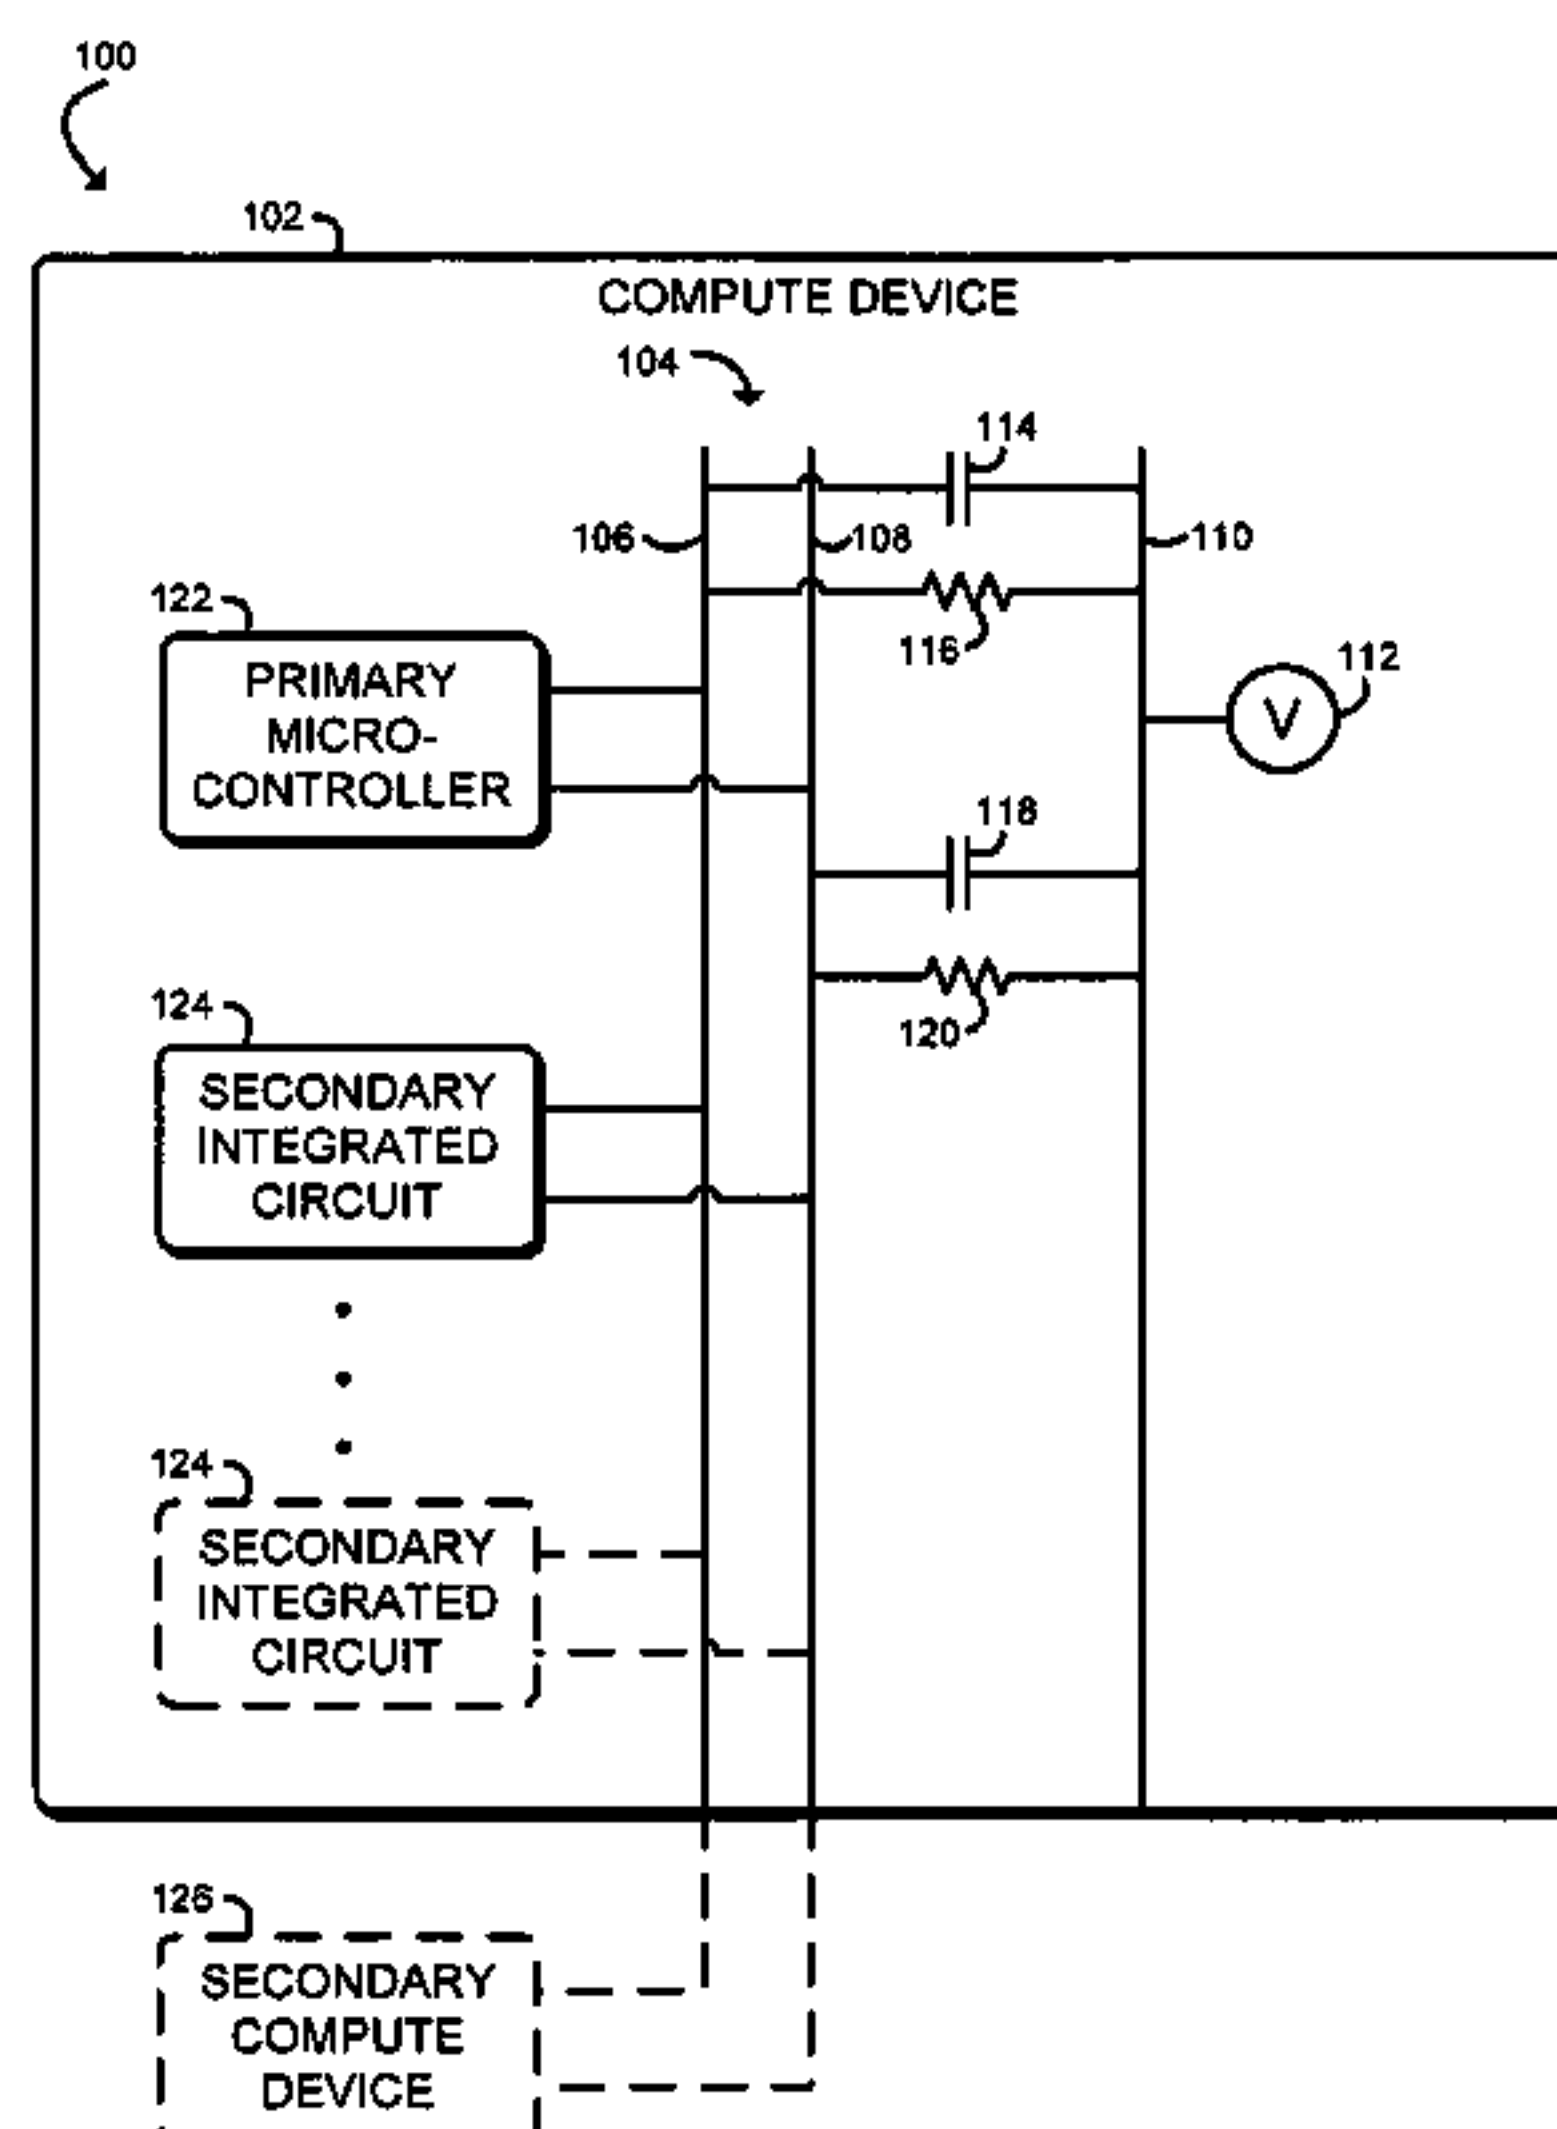 100
102
COMPUTE DEVICE
104
114
106
108
110
122
116
112
PRIMARY
MICRO-
CONTROLLER
V
118
124
120
SECONDARY
INTEGRATED
CIRCUIT
124
SECONDARY
INTEGRATED
CIRCUIT
126
SECONDARY
COMPUTE
DEVICE